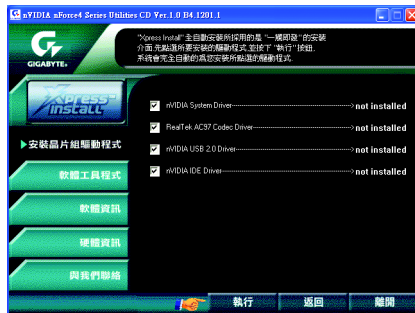 nVIDIA nForce4 Series Utilities CD Ver.1.0 B4.1201.1
GIGABYTE
"Xpress Install" 全自動安裝所採用的是 "一觸即發"的安裝
介面,先點選所要安裝的驅動程式,並按下 "執行" 按鈕.
系統會完全自動的為您安裝所點選的驅動程式.
Xpress
INSTALL
安裝晶片組驅動程式
軟體工具程式
軟體資訊
硬體資訊
與我們聯絡
nVIDIA System Driver not installed
RealTek AC97 Codec Driver not installed
nVIDIA USB 2.0 Driver not installed
nVIDIA IDE Driver not installed
執行 返回 離開